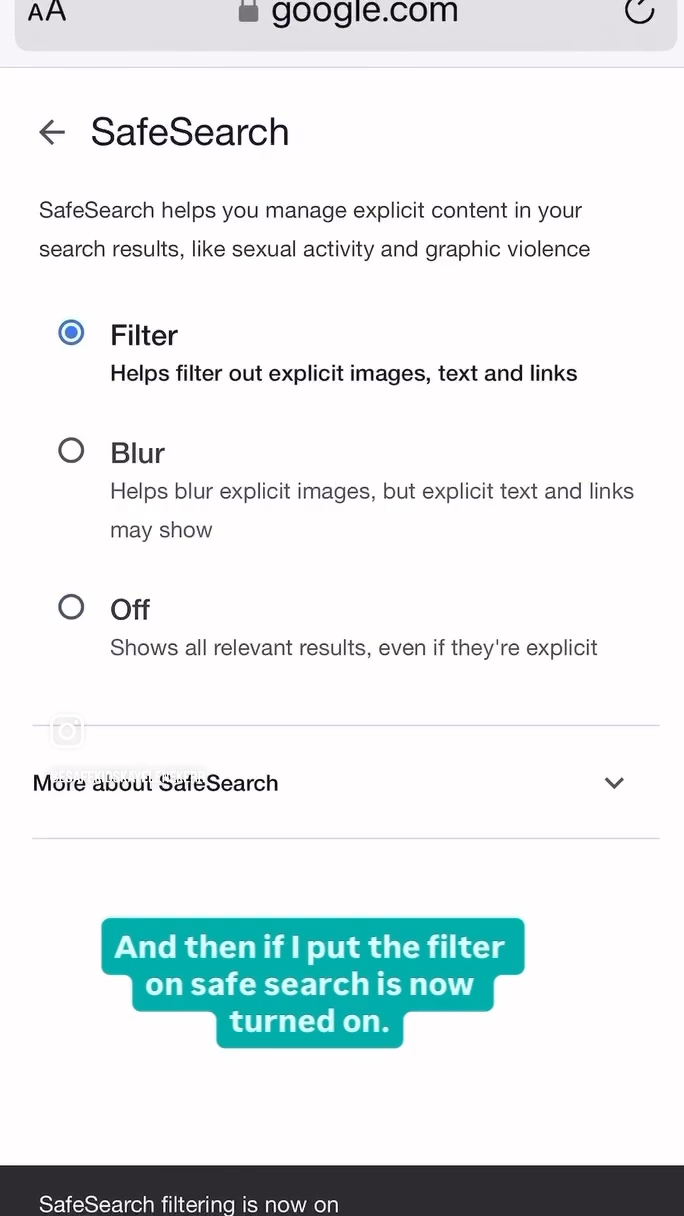 AA google.com
SafeSearch
SafeSearch helps you manage explicit content in your
search results, like sexual activity and graphic violence
Filter
Helps filter out explicit images, text and links
Blur
Helps blur explicit images, but explicit text and links
may show
Off
Shows all relevant results, even if they're explicit
More about SafeSearch
And then if I put the filter
on safe search is now
turned on.
SafeSearch filtering is now on